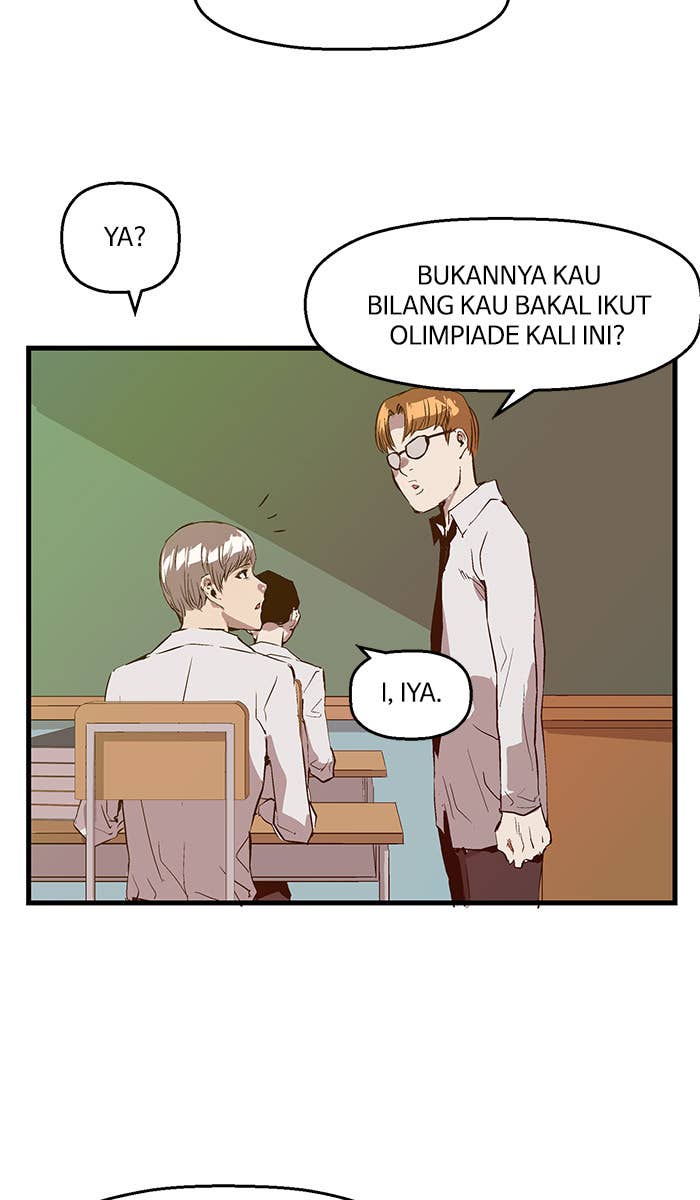 YA?
BUKANNYA KAU
BILANG KAU BAKAL IKUT
OLIMPIADE KALI INI?
I, IYA.